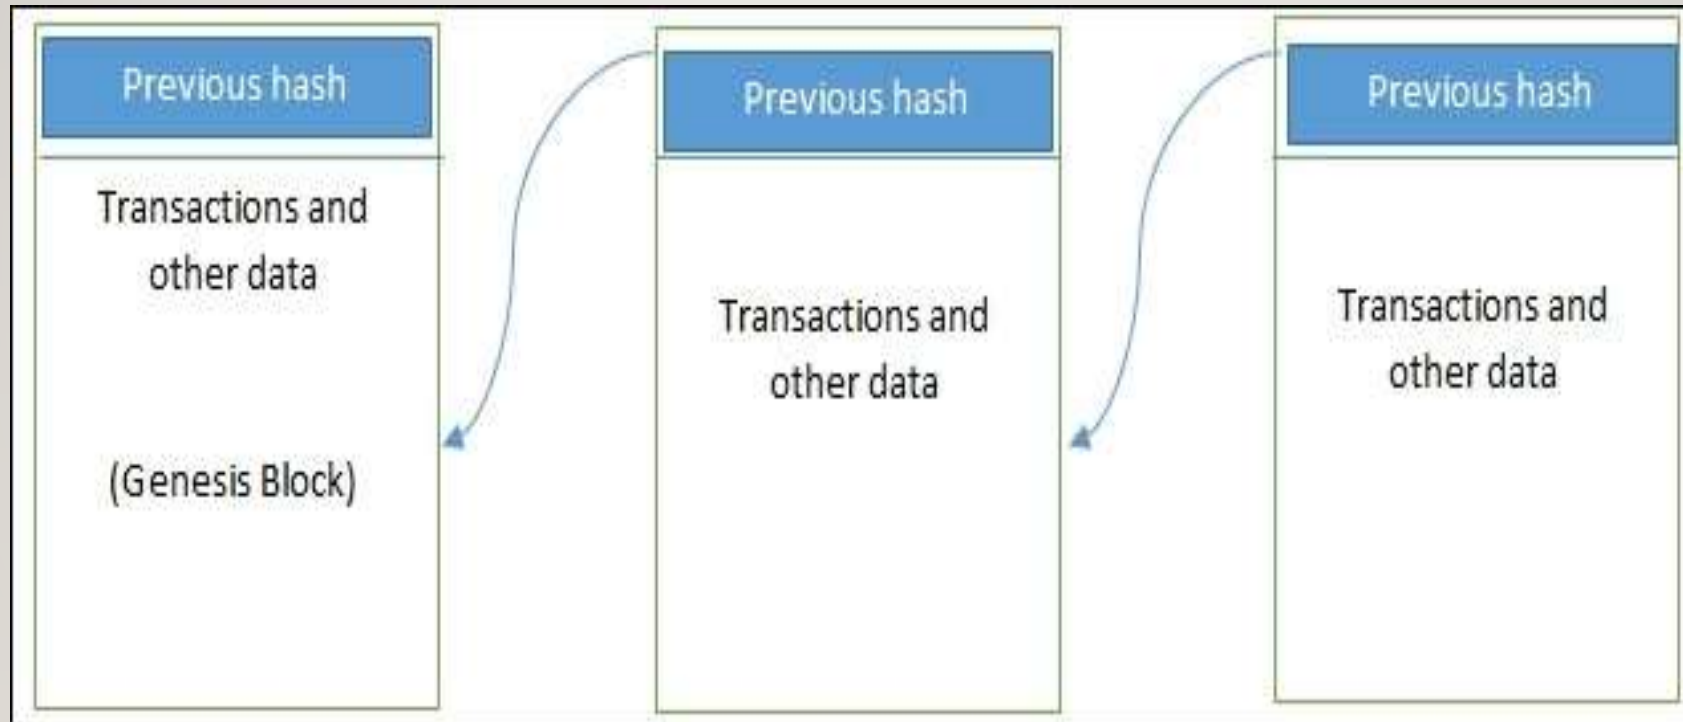 Previous hash
Transactions and
other data
(Genesis Block)
Previous hash
Transactions and
other data
Previous hash
Transactions and
other data